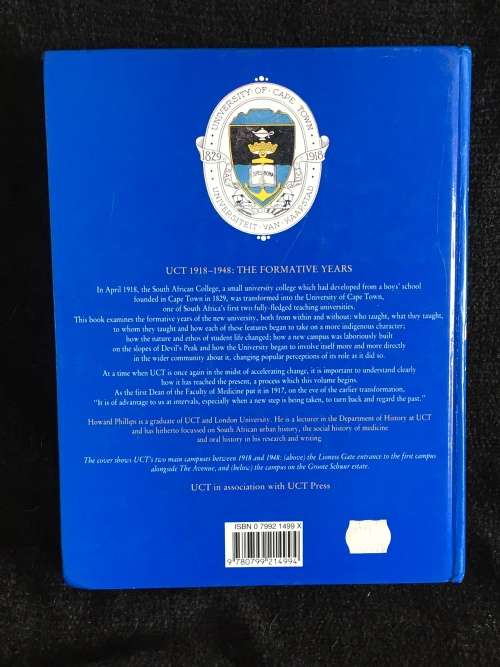 UNIVERSITY · OF · CAPE TOWN
1829
1918
SPES BONA
UNIVERSITEIT · VAN · KAAPSTAD
UCT 1918–1948: THE FORMATIVE YEARS
In April 1918, the South African College, a small university college which had developed from a boys' school
founded in Cape Town in 1829, was transformed into the University of Cape Town,
one of South Africa's first two fully-fledged teaching universities.
This book examines the formative years of the new university, both from within and without: who taught, what they taught,
to whom they taught and how each of these features began to take on a more indigenous character;
how the nature and ethos of student life changed; how a new campus was laboriously built
on the slopes of Devil's Peak and how the University began to involve itself more and more directly
in the wider community about it, changing popular perceptions of its role as it did so.
At a time when UCT is once again in the midst of accelerating change, it is important to understand clearly
how it has reached the present, a process which this volume begins.
As the first Dean of the Faculty of Medicine put it in 1917, on the eve of the earlier transformation,
"It is of advantage to us at intervals, especially when a new step is being taken, to turn back and regard the past."
Howard Phillips is a graduate of UCT and London University. He is a lecturer in the Department of History at UCT
and has hitherto focussed on South African urban history, the social history of medicine
and oral history in his research and writing.
The cover shows UCT's two main campuses between 1918 and 1948: (above) the Lioness Gate entrance to the first campus
alongside The Avenue, and (below) the campus on the Groote Schuur estate.
UCT in association with UCT Press
ISBN 0 7992 1499 X
9 780799 214994